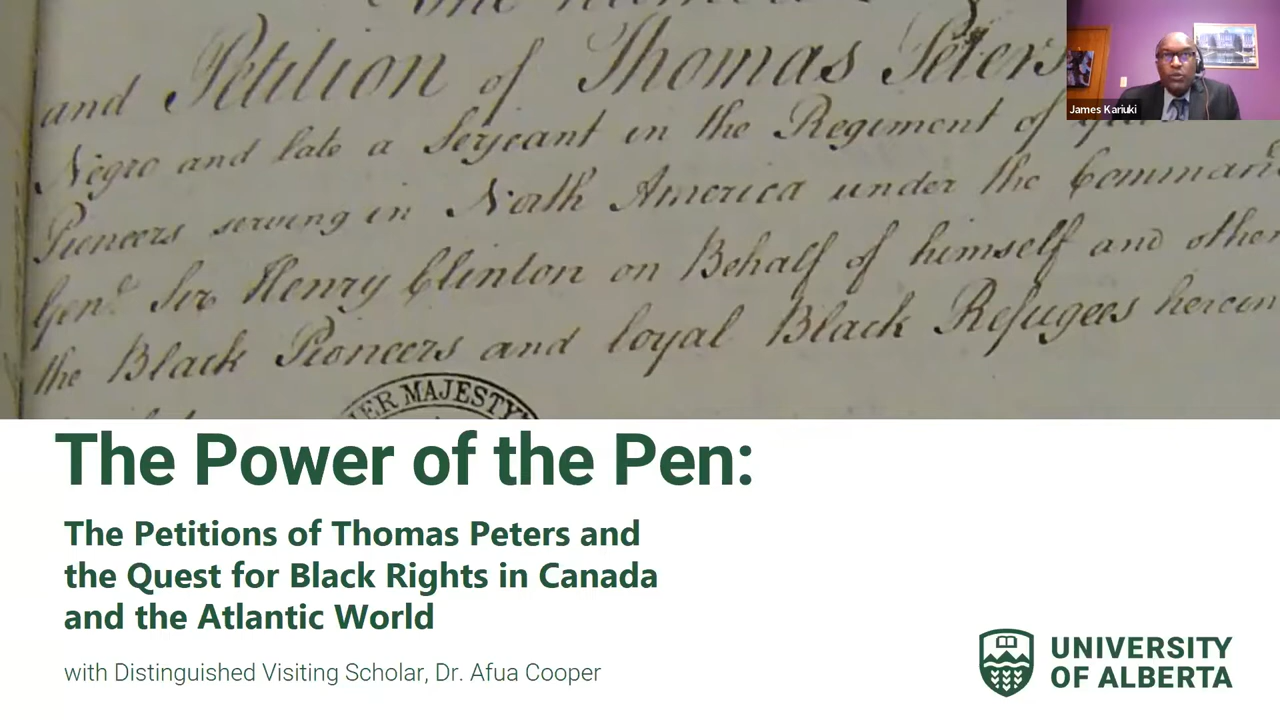 and Petition of Thomas Peters
Negro and late a Serjeant in the Regiment of
Pioneers serving in North America under the Command
Genl. Sir Henry Clinton on Behalf of himself and other
the Black Pioneers and loyal Black Refugees herein
ER MAJESTY
James Kariuki
The Power of the Pen:
The Petitions of Thomas Peters and
the Quest for Black Rights in Canada
and the Atlantic World
with Distinguished Visiting Scholar, Dr. Afua Cooper
UNIVERSITY
OF ALBERTA